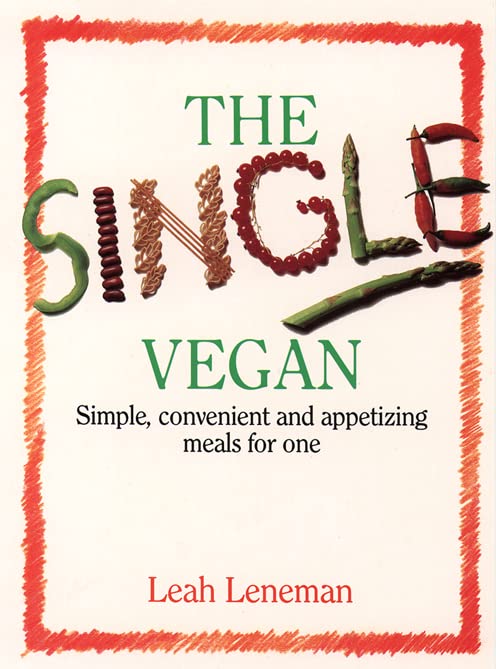 THE
SINGLE
VEGAN
Simple, convenient and appetizing
meals for one
Leah Leneman